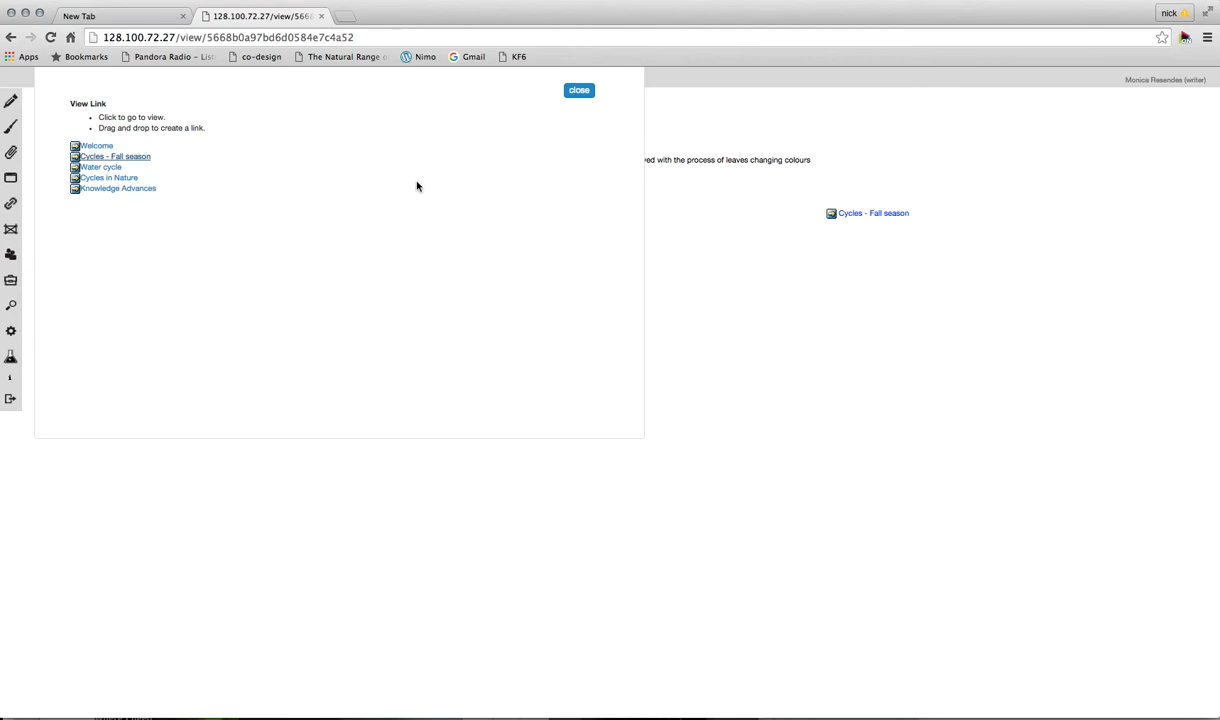 New Tab
128.100.72.27/view/5668
nick
128.100.72.27/view/5668b0a97bd6d0584e7c4a52
Apps Bookmarks Pandora Radio – List co-design The Natural Range o Nimo Gmail KF6
Monica Resendes (writer)
close
View Link
• Click to go to view.
• Drag and drop to create a link.
Welcome
Cycles - Fall season
Water cycle
Cycles in Nature
Knowledge Advances
ved with the process of leaves changing colours
Cycles - Fall season